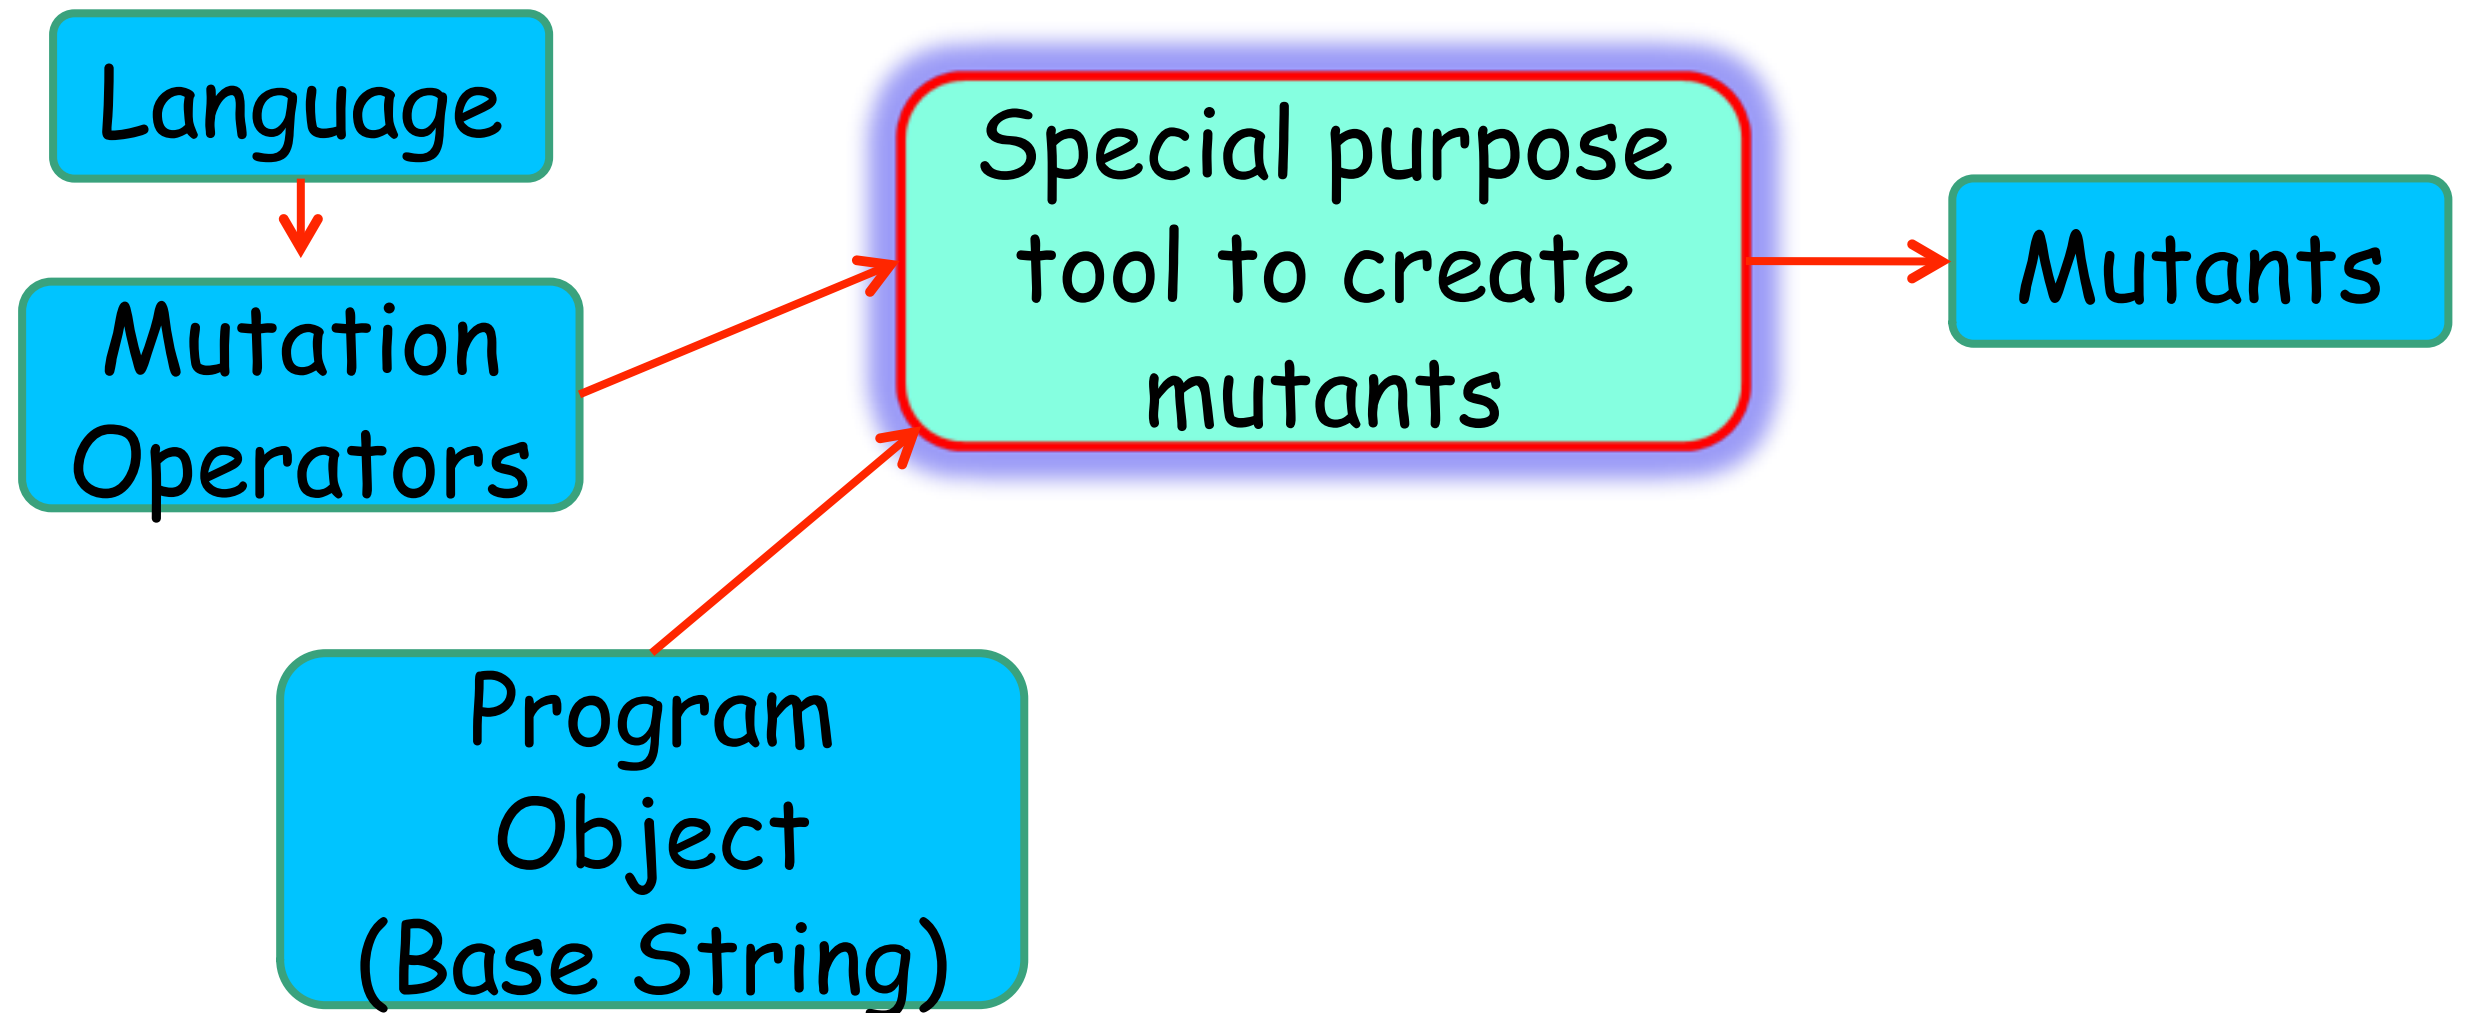 Language
Mutation
Operators
Special purpose
tool to create
mutants
Mutants
Program
Object
(Base String)